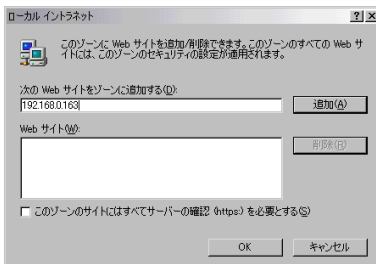 ローカル イントラネット
? ×
このゾーンに Web サイトを追加/削除できます。このゾーンのすべての Web サ
イトには、このゾーンのセキュリティの設定が適用されます。
次の Web サイトをゾーンに追加する(D):
192.168.0.163
追加(A)
Web サイト(W):
削除(R)
このゾーンのサイトにはすべてサーバーの確認 (https:) を必要とする(S)
OK
キャンセル